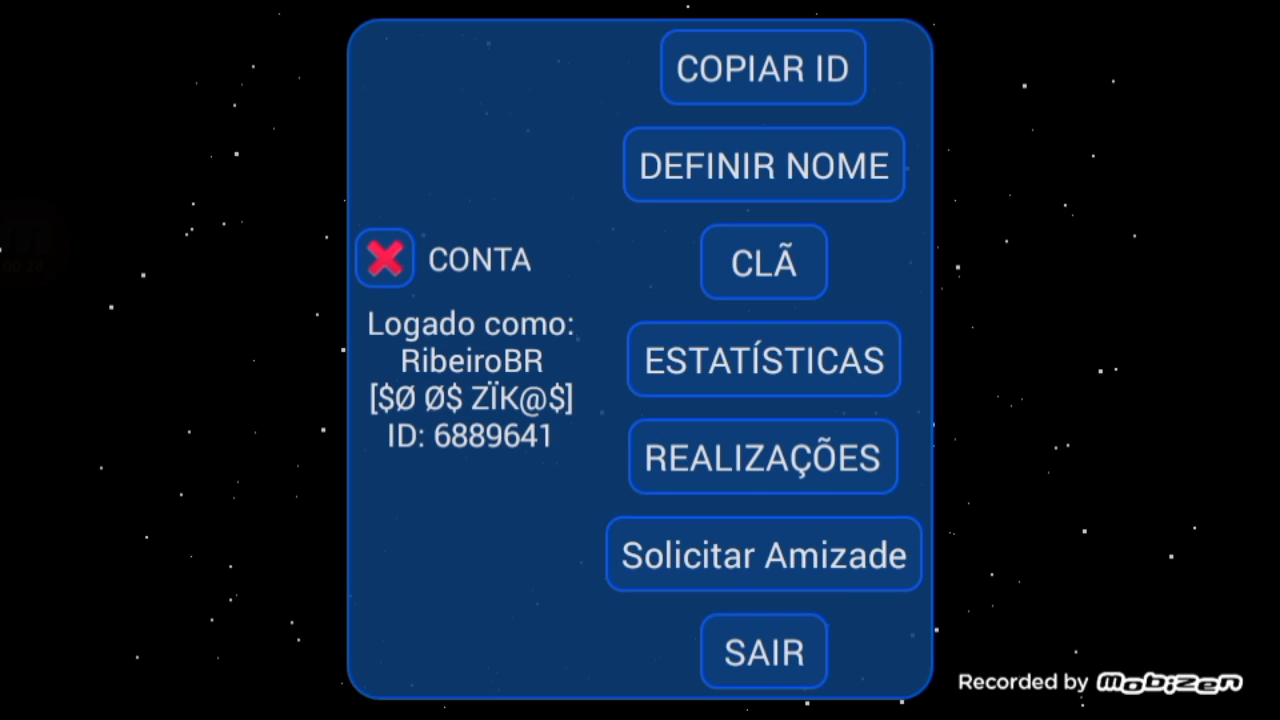 COPIAR ID
DEFINIR NOME
CLÃ
CONTA
Logado como:
RibeiroBR
[$Ø Ø$ ZÏK@$]
ID: 6889641
ESTATÍSTICAS
REALIZAÇÕES
Solicitar Amizade
SAIR
Recorded by mobizen